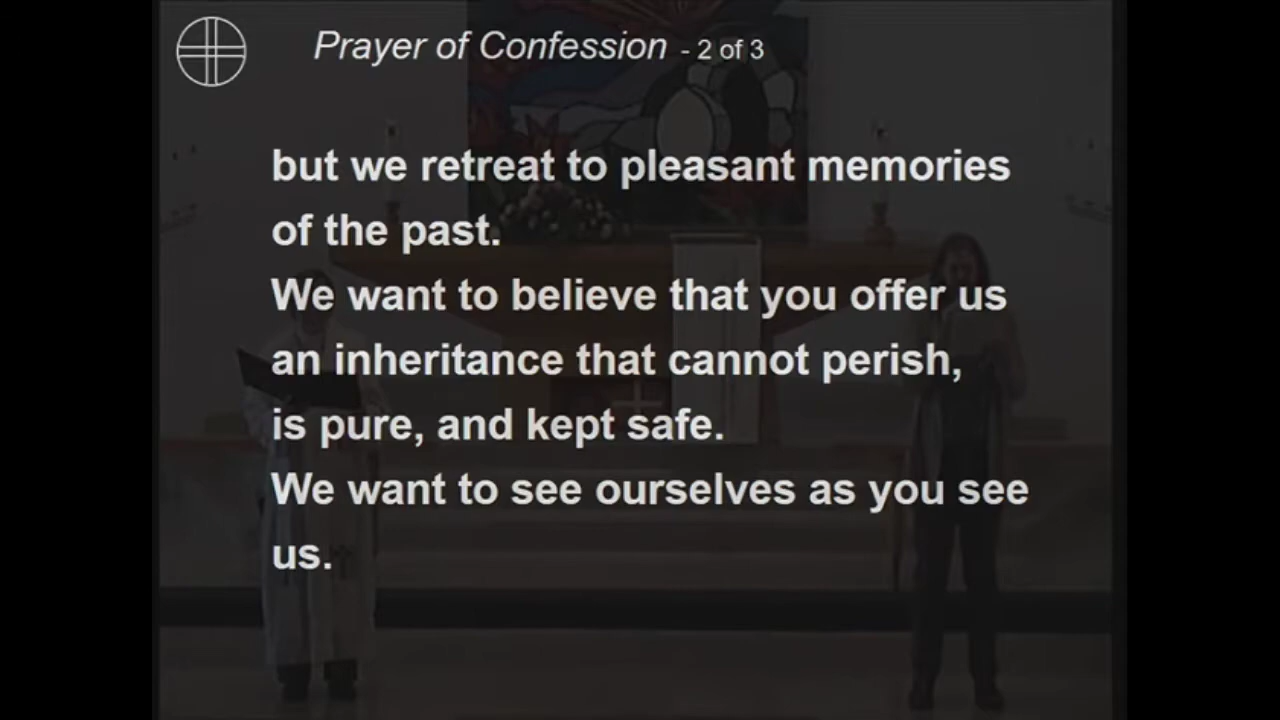 Prayer of Confession - 2 of 3
but we retreat to pleasant memories
of the past.
We want to believe that you offer us
an inheritance that cannot perish,
is pure, and kept safe.
We want to see ourselves as you see
us.